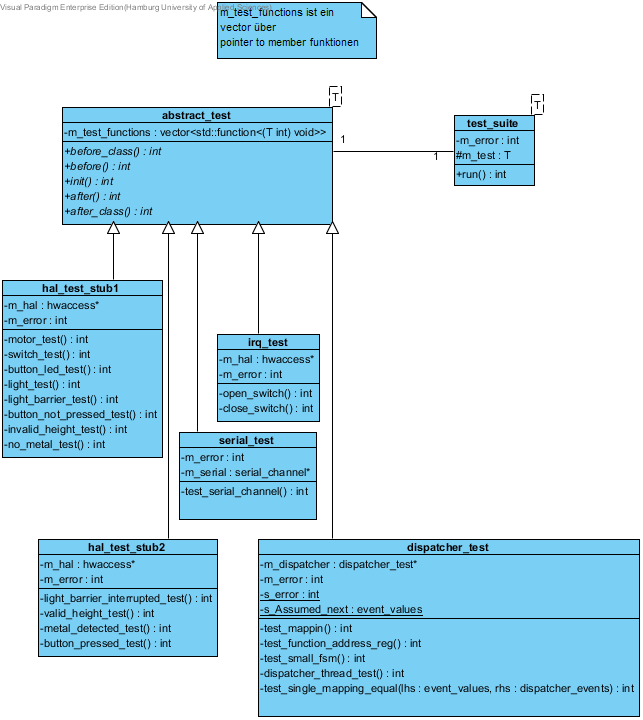 Visual Paradigm Enterprise Edition(Hamburg University of Applied Sciences)
m_test_functions ist ein
vector über
pointer to member funktionen
T
abstract_test
-m_test_functions : vector<std::function<(T int) void>>
+before_class() : int
+before() : int
+init() : int
+after() : int
+after_class() : int
1
1
T
test_suite
-m_error : int
#m_test : T
+run() : int
hal_test_stub1
-m_hal : hwaccess*
-m_error : int
-motor_test() : int
-switch_test() : int
-button_led_test() : int
-light_test() : int
-light_barrier_test() : int
-button_not_pressed_test() : int
-invalid_height_test() : int
-no_metal_test() : int
irq_test
-m_hal : hwaccess*
-m_error : int
-open_switch() : int
-close_switch() : int
serial_test
-m_error : int
-m_serial : serial_channel*
-test_serial_channel() : int
hal_test_stub2
-m_hal : hwaccess*
-m_error : int
-light_barrier_interrupted_test() : int
-valid_height_test() : int
-metal_detected_test() : int
-button_pressed_test() : int
dispatcher_test
-m_dispatcher : dispatcher_test*
-m_error : int
-s_error : int
-s_Assumed_next : event_values
-test_mappin() : int
-test_function_address_reg() : int
-test_small_fsm() : int
-dispatcher_thread_test() : int
-test_single_mapping_equal(lhs : event_values, rhs : dispatcher_events) : int